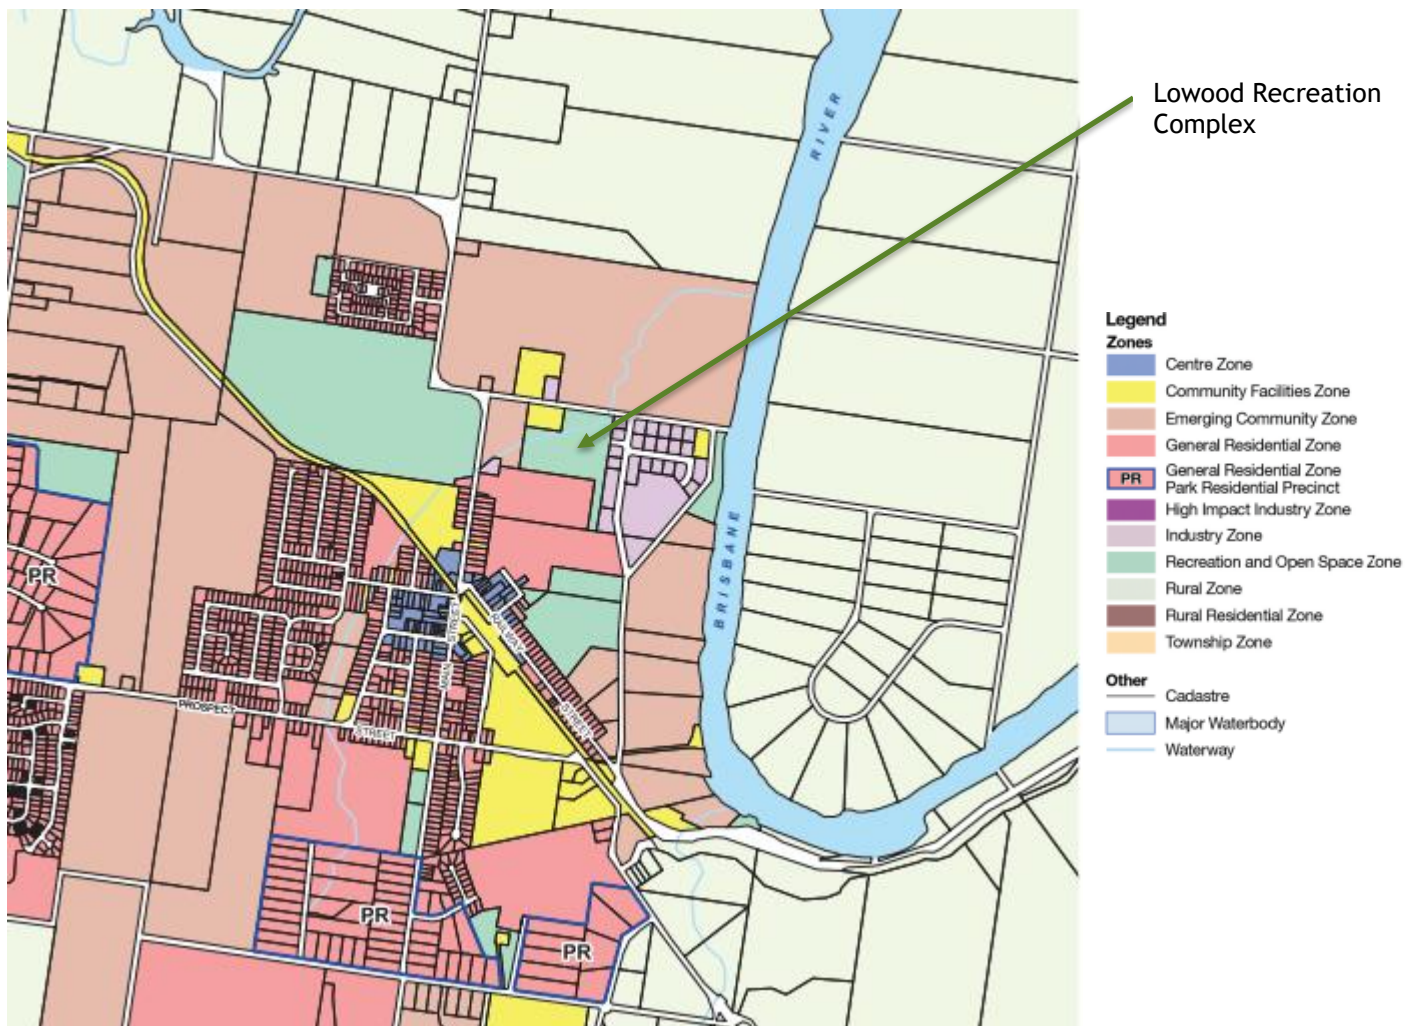 Lowood Recreation
Complex
RIVER
BRISBANE
PR
RAILWAY
STREET
MAIN
STREET
PROSPECT
STREET
PR
PR
Legend
Zones
Centre Zone
Community Facilities Zone
Emerging Community Zone
General Residential Zone
PR
General Residential Zone
Park Residential Precinct
High Impact Industry Zone
Industry Zone
Recreation and Open Space Zone
Rural Zone
Rural Residential Zone
Township Zone
Other
Cadastre
Major Waterbody
Waterway